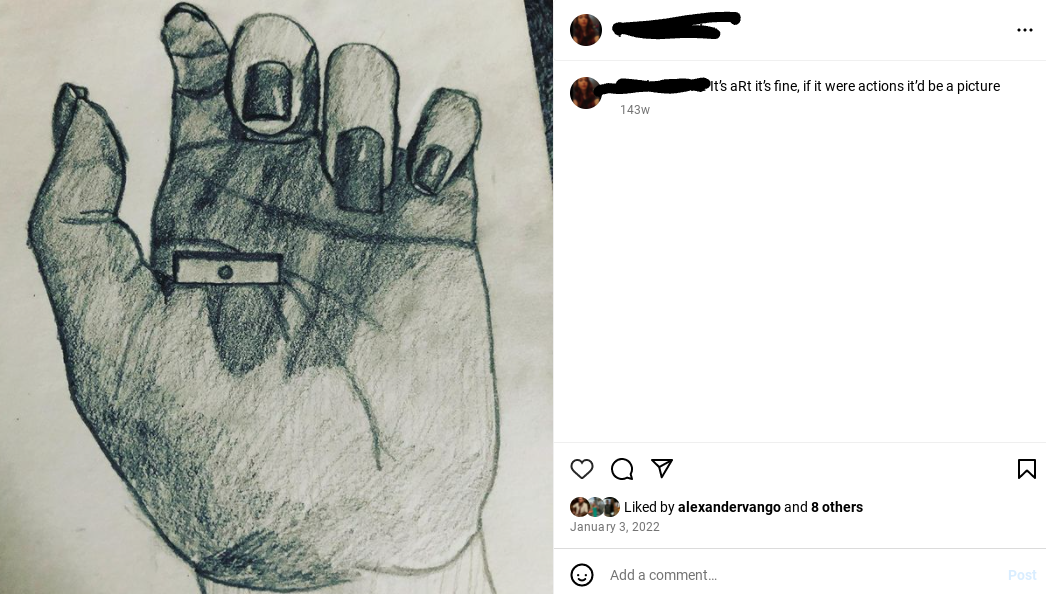 It’s aRt it’s fine, if it were actions it’d be a picture
143w
Liked by alexandervango and 8 others
January 3, 2022
Add a comment…
Post